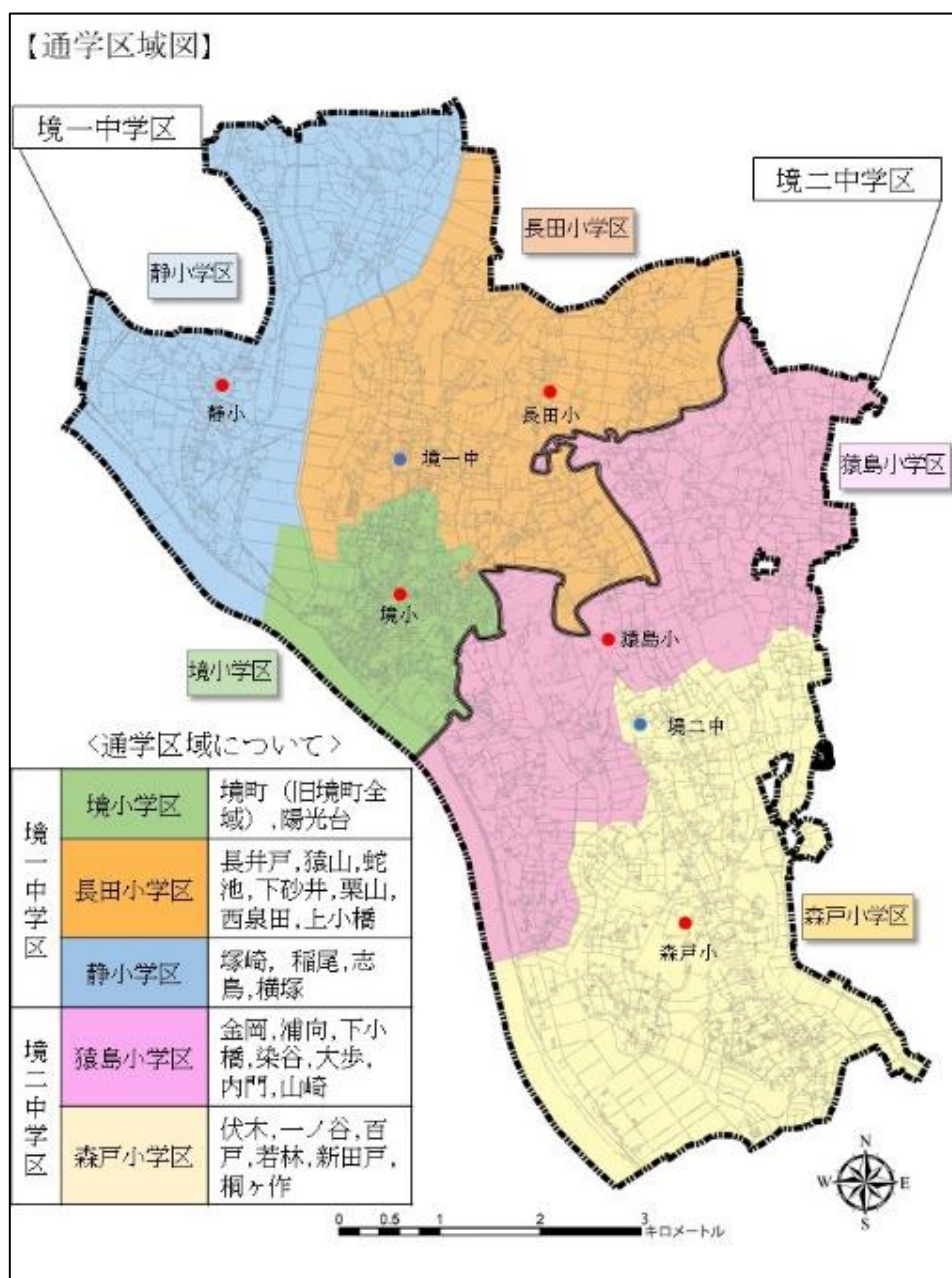 【通学区域図】
境一中学区
境二中学区
長田小学区
静小学区
静小
長田小
境一中
猿島小学区
境小
猿島小
境小学区
境二中
森戸小学区
森戸小
<通学区域について>
境一中学区
境小学区
境町（旧境町全
域）,陽光台
長田小学区
長井戸,猿山,蛇
池,下砂井,栗山,
西泉田,上小橋
静小学区
塚崎, 稲尾,志
鳥,横塚
境二中学区
猿島小学区
金岡,浦向,下小
橋,染谷,大歩,
内門,山崎
森戸小学区
伏木,一ノ谷,百
戸,若林,新田戸,
桐ヶ作
N
W
E
S
0 0.5 1 2 3
キロメートル